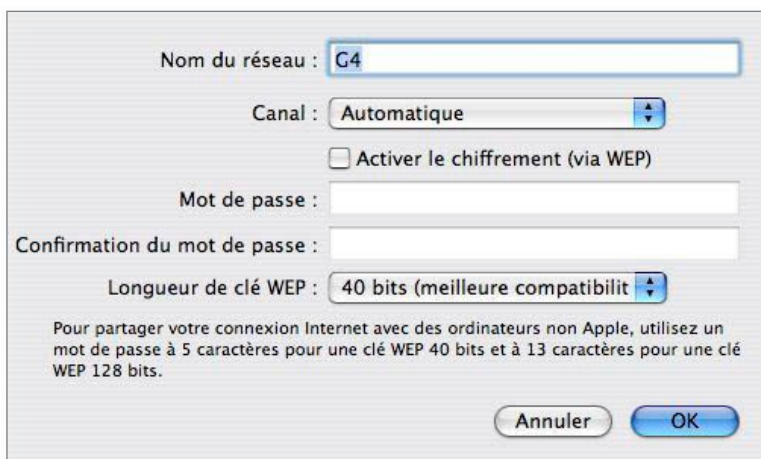 Nom du réseau : G4
Canal : Automatique
Activer le chiffrement (via WEP)
Mot de passe :
Confirmation du mot de passe :
Longueur de clé WEP : 40 bits (meilleure compatibilit
Pour partager votre connexion Internet avec des ordinateurs non Apple, utilisez un
mot de passe à 5 caractères pour une clé WEP 40 bits et à 13 caractères pour une clé
WEP 128 bits.
Annuler OK